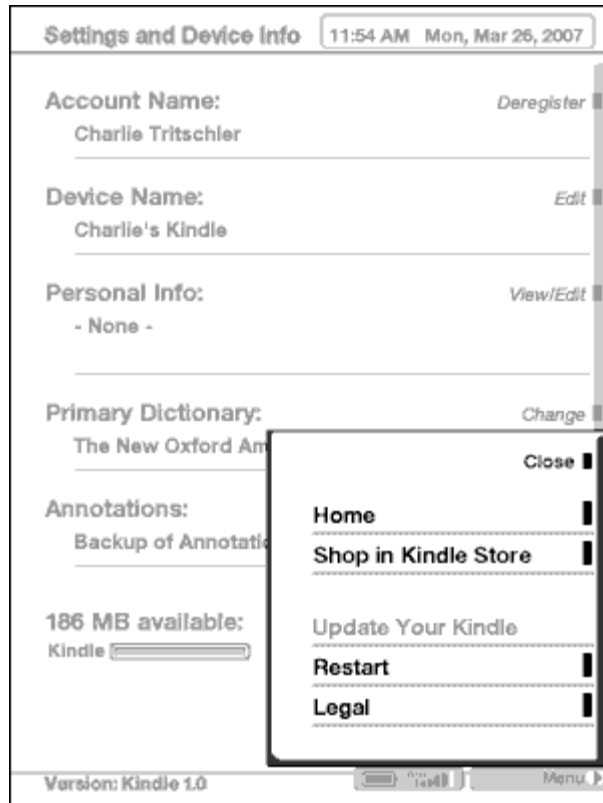 Settings and Device Info 11:54 AM Mon, Mar 26, 2007
Account Name: Deregister
Charlie Tritschler
Device Name: Edit
Charlie's Kindle
Personal Info: View/Edit
- None -
Primary Dictionary: Change
The New Oxford Am
Annotations:
Backup of Annotatio
186 MB available:
Kindle
Close
Home
Shop in Kindle Store
Update Your Kindle
Restart
Legal
Version: Kindle 1.0 Menu